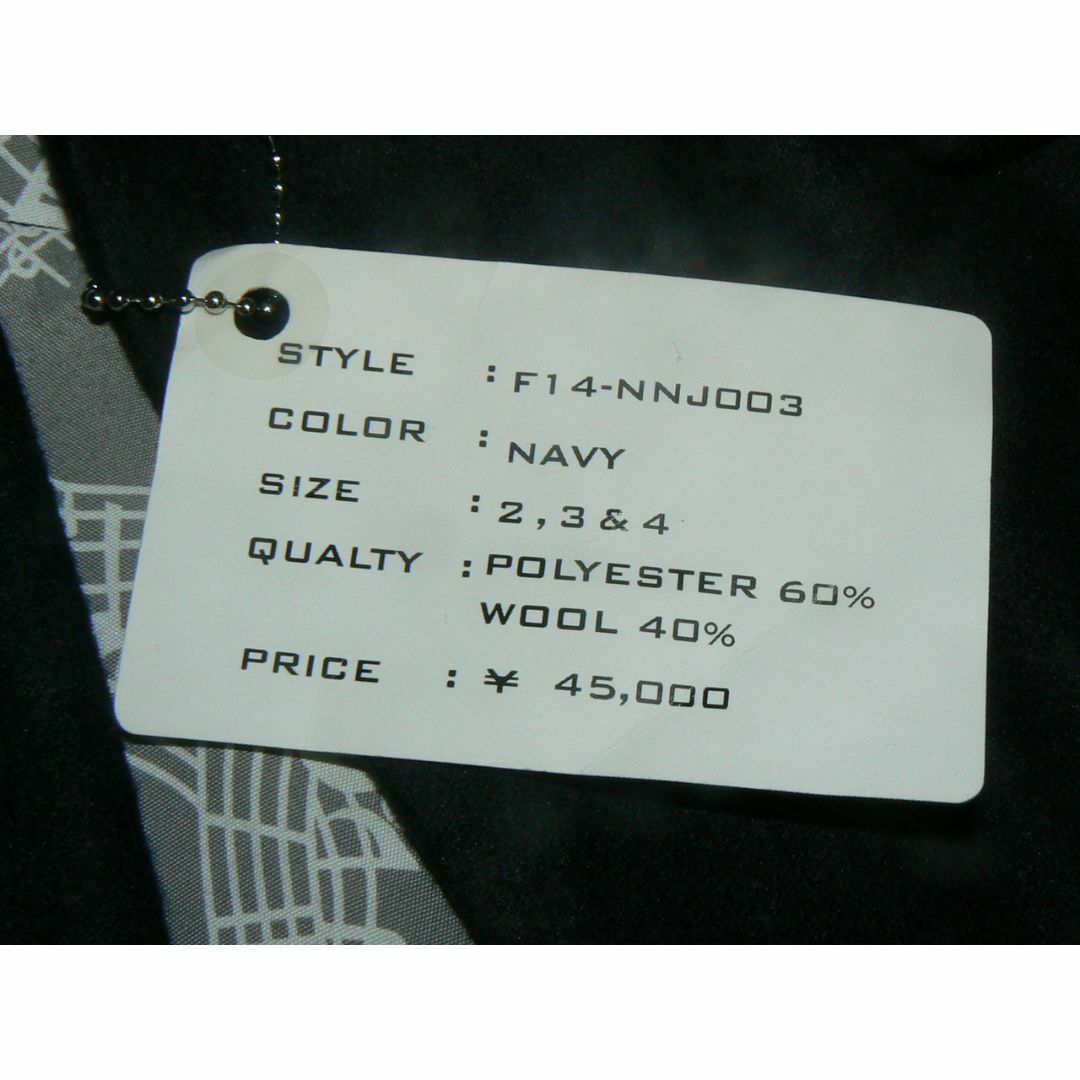 STYLE : F14-NNJ003
COLOR : NAVY
SIZE : 2,3&4
QUALTY : POLYESTER 60%
WOOL 40%
PRICE : ¥ 45,000